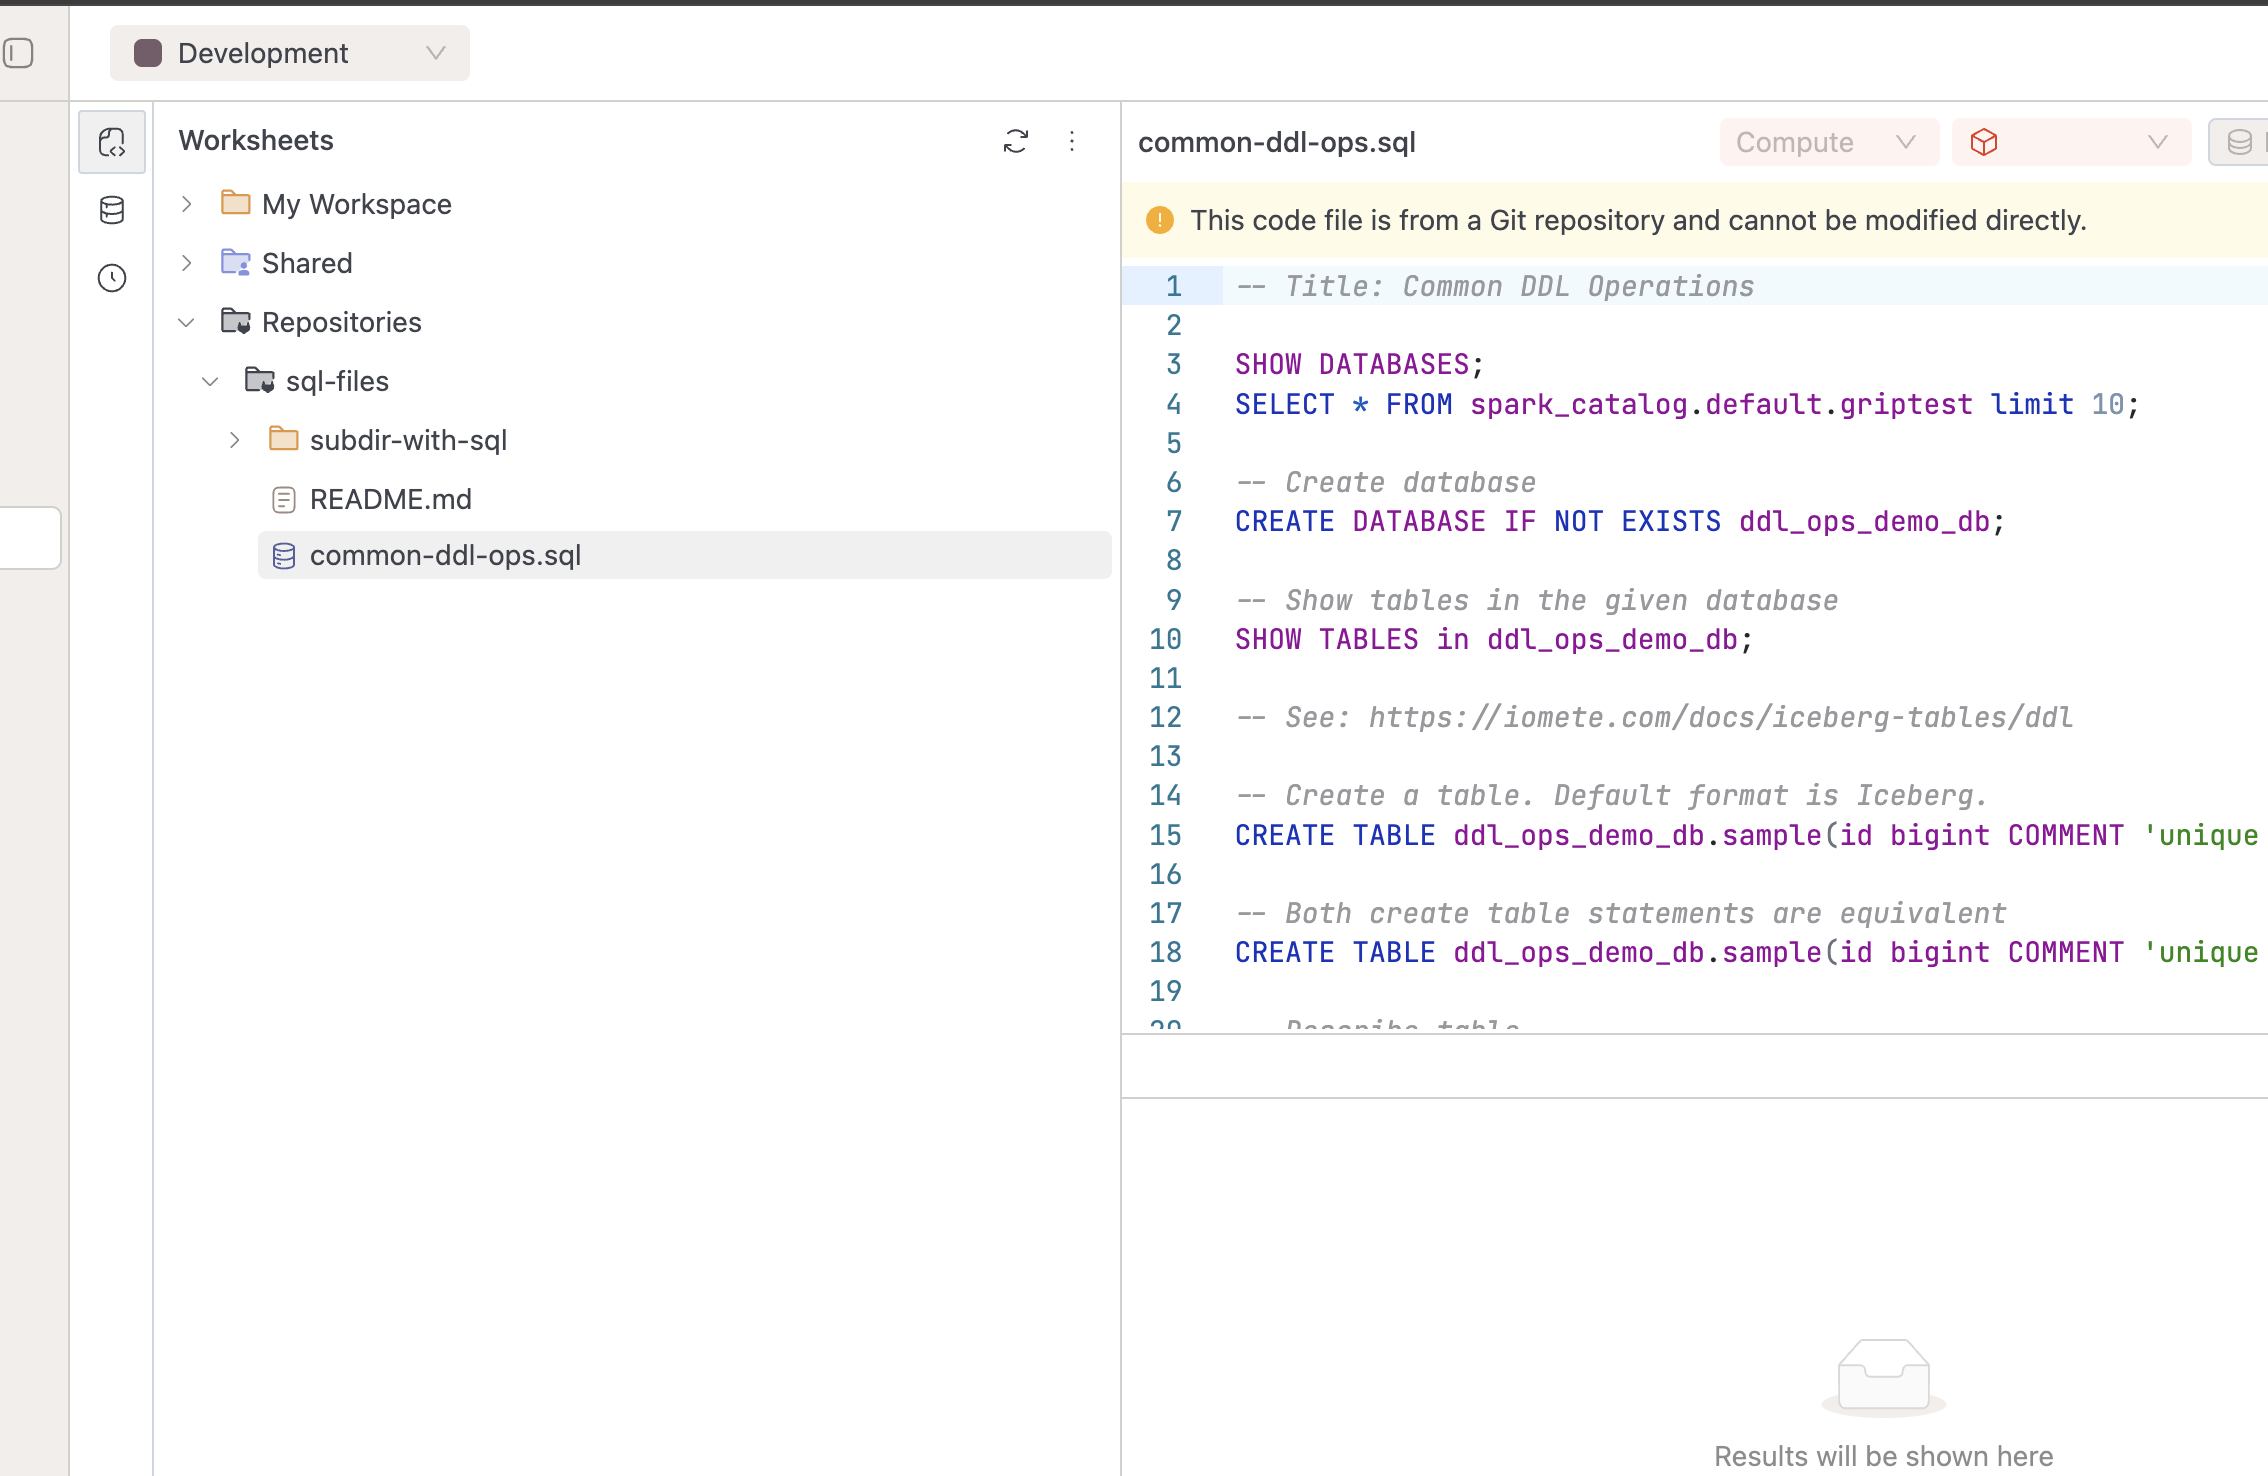 Development
Worksheets
My Workspace
Shared
Repositories
sql-files
subdir-with-sql
README.md
common-ddl-ops.sql
common-ddl-ops.sql
Compute
This code file is from a Git repository and cannot be modified directly.
1 -- Title: Common DDL Operations
2
3 SHOW DATABASES;
4 SELECT * FROM spark_catalog.default.griptest limit 10;
5
6 -- Create database
7 CREATE DATABASE IF NOT EXISTS ddl_ops_demo_db;
8
9 -- Show tables in the given database
10 SHOW TABLES in ddl_ops_demo_db;
11
12 -- See: https://iomete.com/docs/iceberg-tables/ddl
13
14 -- Create a table. Default format is Iceberg.
15 CREATE TABLE ddl_ops_demo_db.sample(id bigint COMMENT 'unique
16
17 -- Both create table statements are equivalent
18 CREATE TABLE ddl_ops_demo_db.sample(id bigint COMMENT 'unique
19
20 Describe table
Results will be shown here